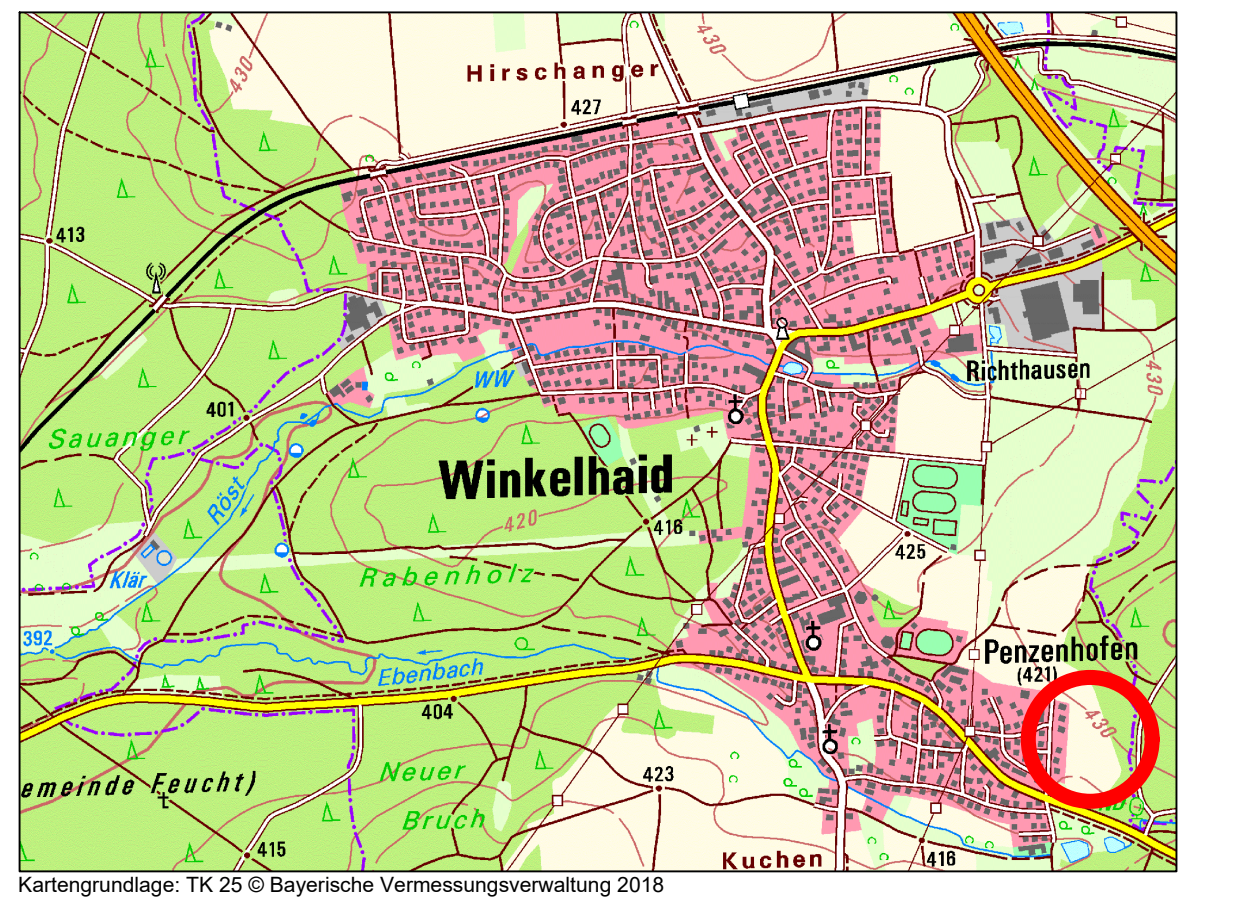 430
430
Hirschanger
427
413
WW
Richthausen
430
401
Sauanger
Winkelhaid
Röst
420
416
425
Klär
Rabenholz
392
Penzenhofen
(421)
Ebenbach
404
430
Neuer
Bruch
423
emeinde Feucht)
415
Kuchen
416
Kartengrundlage: TK 25 © Bayerische Vermessungsverwaltung 2018